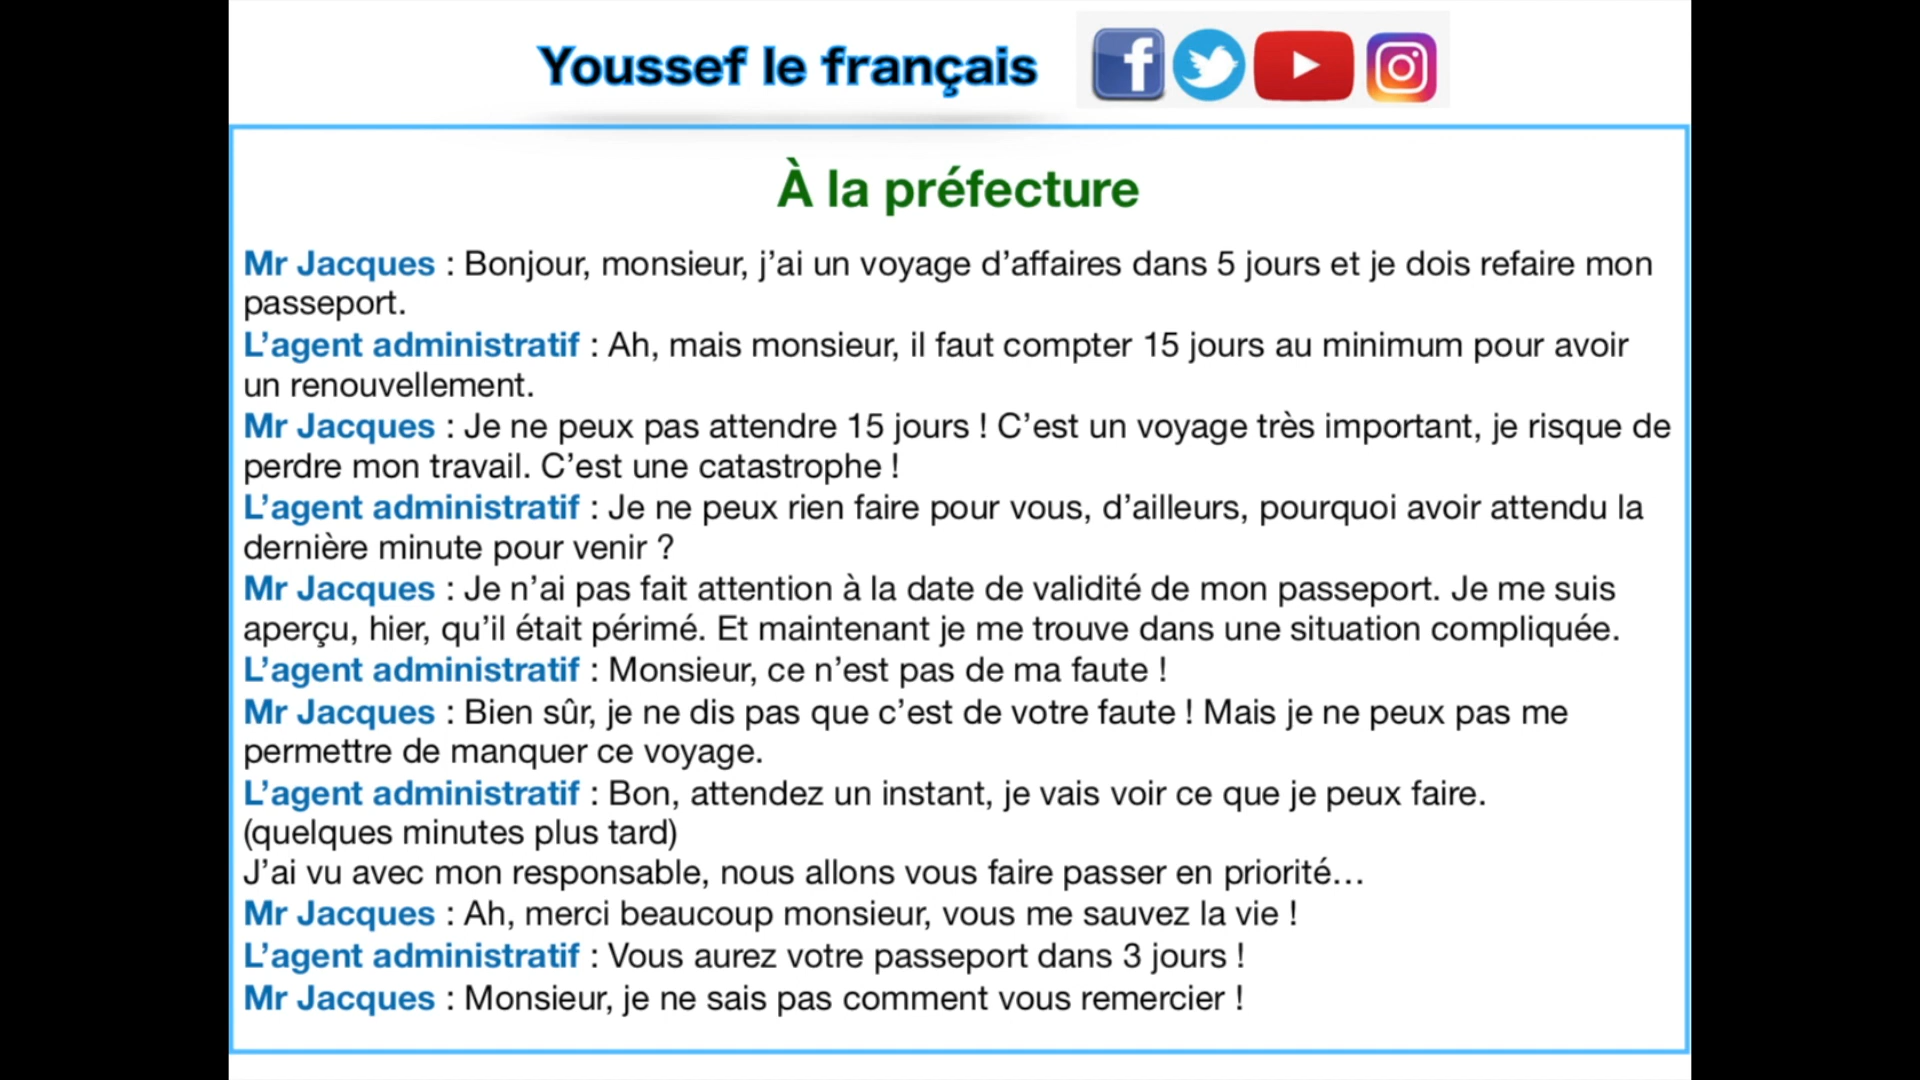 Youssef le français
À la préfecture
Mr Jacques : Bonjour, monsieur, j’ai un voyage d’affaires dans 5 jours et je dois refaire mon
passeport.
L’agent administratif : Ah, mais monsieur, il faut compter 15 jours au minimum pour avoir
un renouvellement.
Mr Jacques : Je ne peux pas attendre 15 jours ! C’est un voyage très important, je risque de
perdre mon travail. C’est une catastrophe !
L’agent administratif : Je ne peux rien faire pour vous, d’ailleurs, pourquoi avoir attendu la
dernière minute pour venir ?
Mr Jacques : Je n’ai pas fait attention à la date de validité de mon passeport. Je me suis
aperçu, hier, qu’il était périmé. Et maintenant je me trouve dans une situation compliquée.
L’agent administratif : Monsieur, ce n’est pas de ma faute !
Mr Jacques : Bien sûr, je ne dis pas que c’est de votre faute ! Mais je ne peux pas me
permettre de manquer ce voyage.
L’agent administratif : Bon, attendez un instant, je vais voir ce que je peux faire.
(quelques minutes plus tard)
J’ai vu avec mon responsable, nous allons vous faire passer en priorité…
Mr Jacques : Ah, merci beaucoup monsieur, vous me sauvez la vie !
L’agent administratif : Vous aurez votre passeport dans 3 jours !
Mr Jacques : Monsieur, je ne sais pas comment vous remercier !